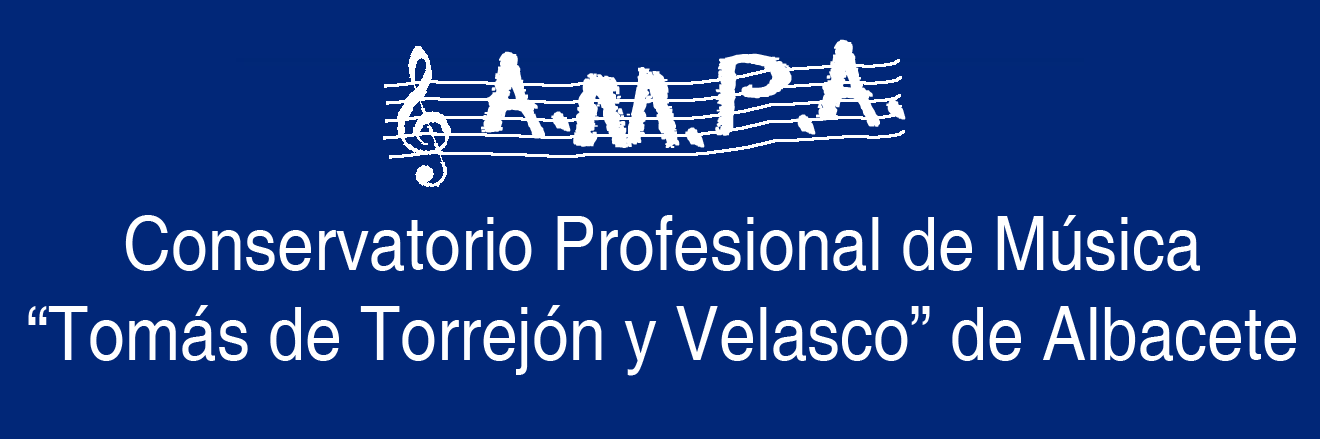 A.M.P.A.
Conservatorio Profesional de Música
“Tomás de Torrejón y Velasco” de Albacete